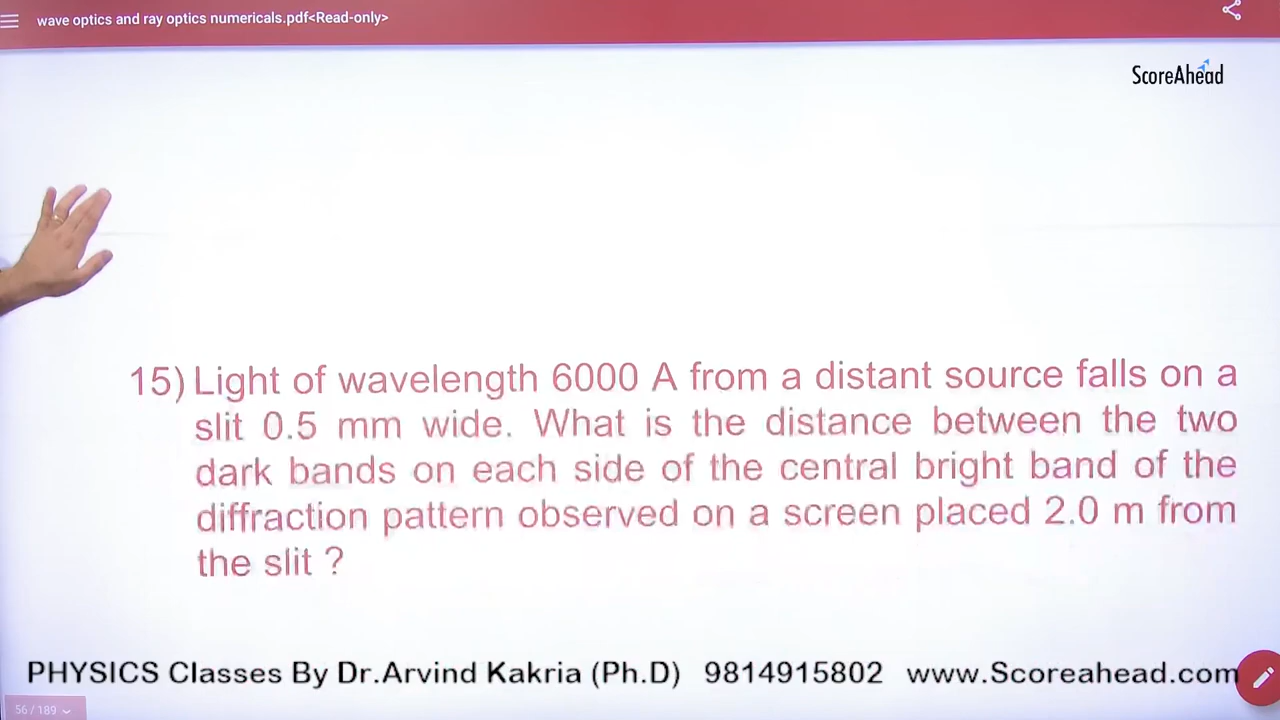 wave optics and ray optics numericals.pdf<Read-only>
ScoreAhead
15) Light of wavelength 6000 A from a distant source falls on a
slit 0.5 mm wide. What is the distance between the two
dark bands on each side of the central bright band of the
diffraction pattern observed on a screen placed 2.0 m from
the slit ?
PHYSICS Classes By Dr.Arvind Kakria (Ph.D) 9814915802 www.Scoreahead.com
56 / 189